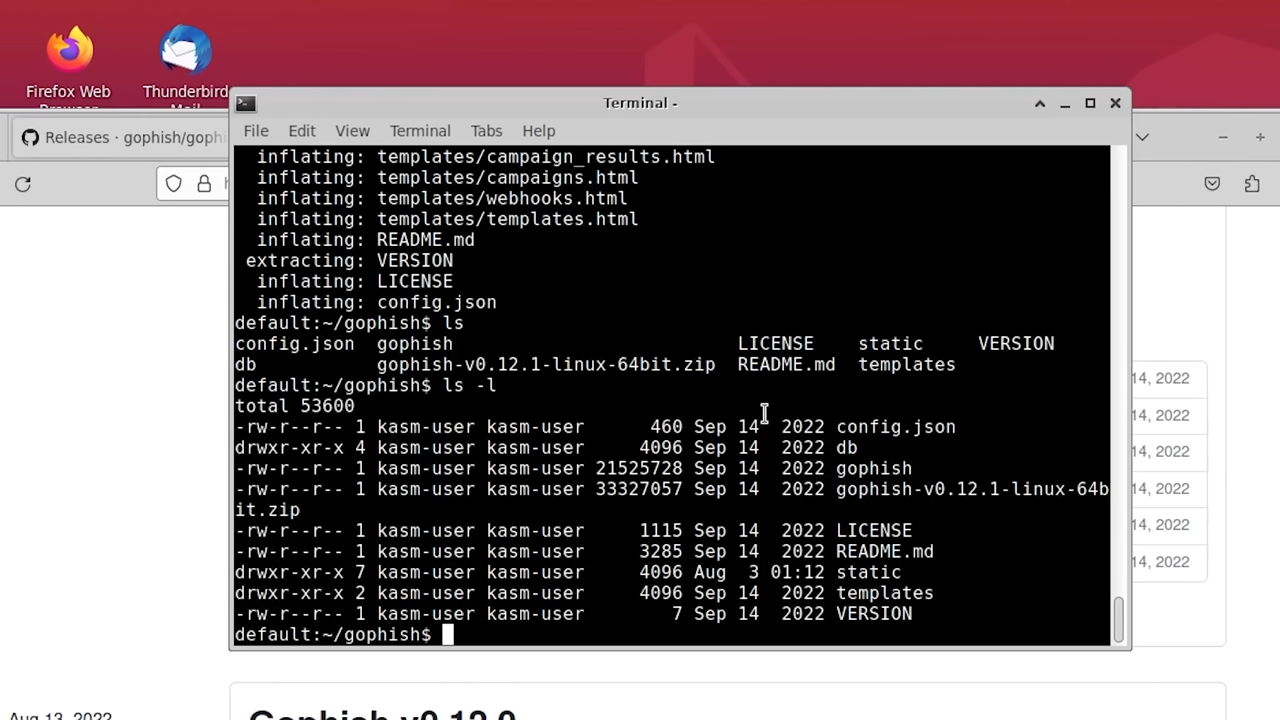 Firefox Web
Browser
Thunderbird
Mail
Terminal -
Releases · gophish/goph
File Edit View Terminal Tabs Help
inflating: templates/campaign_results.html
inflating: templates/campaigns.html
inflating: templates/webhooks.html
inflating: templates/templates.html
inflating: README.md
extracting: VERSION
inflating: LICENSE
inflating: config.json
default:~/gophish$ ls
config.json gophish LICENSE static VERSION
db gophish-v0.12.1-linux-64bit.zip README.md templates
default:~/gophish$ ls -l
total 53600
-rw-r--r-- 1 kasm-user kasm-user 460 Sep 14 2022 config.json
drwxr-xr-x 4 kasm-user kasm-user 4096 Sep 14 2022 db
-rw-r--r-- 1 kasm-user kasm-user 21525728 Sep 14 2022 gophish
-rw-r--r-- 1 kasm-user kasm-user 33327057 Sep 14 2022 gophish-v0.12.1-linux-64b
it.zip
-rw-r--r-- 1 kasm-user kasm-user 1115 Sep 14 2022 LICENSE
-rw-r--r-- 1 kasm-user kasm-user 3285 Sep 14 2022 README.md
drwxr-xr-x 7 kasm-user kasm-user 4096 Aug 3 01:12 static
drwxr-xr-x 2 kasm-user kasm-user 4096 Sep 14 2022 templates
-rw-r--r-- 1 kasm-user kasm-user 7 Sep 14 2022 VERSION
default:~/gophish$
14, 2022
14, 2022
14, 2022
14, 2022
14, 2022
14, 2022
Aug 13, 2022
Gophish v0.12.0